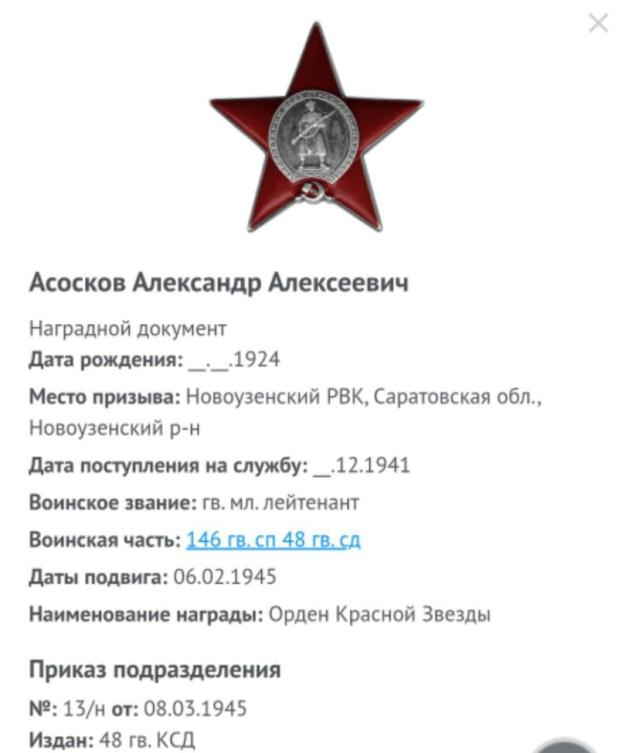 Асосков Александр Алексеевич
Наградной документ
Дата рождения: __.__.1924
Место призыва: Новоузенский РВК, Саратовская обл.,
Новоузенский р-н
Дата поступления на службу: __.12.1941
Воинское звание: гв. мл. лейтенант
Воинская часть: 146 гв. сп 48 гв. сд
Даты подвига: 06.02.1945
Наименование награды: Орден Красной Звезды
Приказ подразделения
№: 13/н от: 08.03.1945
Издан: 48 гв. КСД